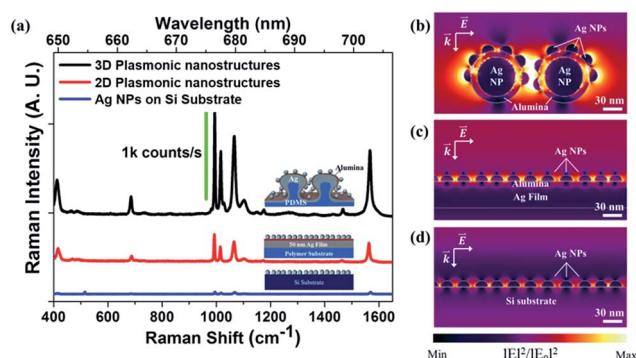 (a)
Wavelength (nm)
650 660 670 680 690 700
3D Plasmonic nanostructures
2D Plasmonic nanostructures
Ag NPs on Si Substrate
1k counts/s
Raman Intensity (A. U.)
Alumina
Ag
PDMS
50 nm Ag Film
Polymer Substrate
Si Substrate
400 600 800 1000 1200 1400 1600
Raman Shift (cm-1)
(b)
E
k
Ag NPs
Ag
NP
Ag
NP
Alumina
30 nm
(c)
E
k
Ag NPs
Alumina
Ag Film
30 nm
(d)
E
k
Ag NPs
Si substrate
30 nm
Min |E|²/|E₀|² Max